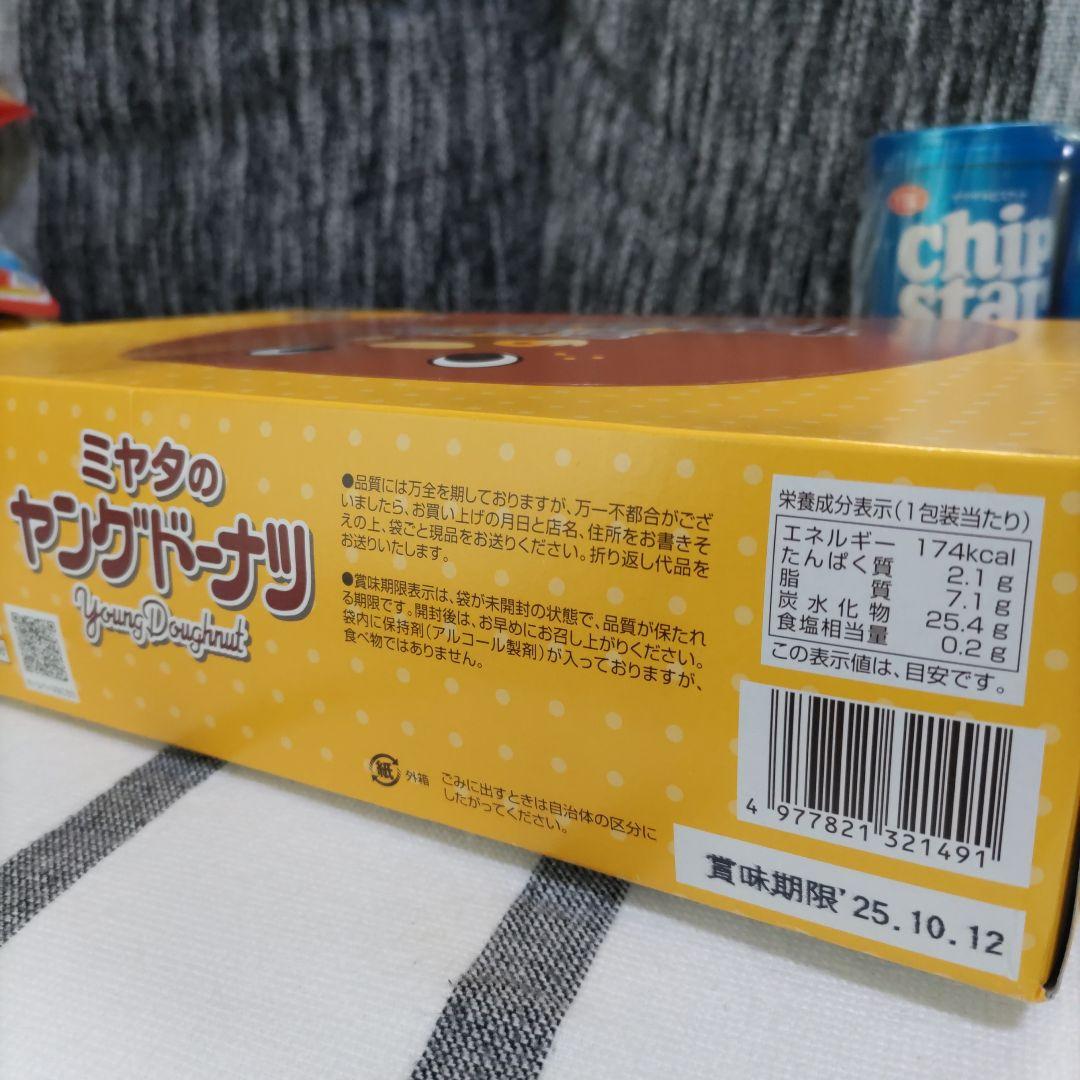 chip
star
ミヤタの
ヤングドーナツ
Young Doughnut
●品質には万全を期しておりますが、万一不都合がござ
いましたら、お買い上げの月日と店名、住所をお書きそ
えの上、袋ごと現品をお送りください。折り返し代品を
お送りいたします。
●賞味期限表示は、袋が未開封の状態で、品質が保たれ
る期限です。開封後は、お早めにお召し上がりください。
袋内に保持剤(アルコール製剤)が入っておりますが、
食べ物ではありません。
紙 外箱
ごみに出すときは自治体の区分に
したがってください。
栄養成分表示(1包装当たり)
エネルギー 174kcal
たんぱく質 2.1g
脂質 7.1g
炭水化物 25.4g
食塩相当量 0.2g
この表示値は、目安です。
4 977821 321491
賞味期限'25.10.12